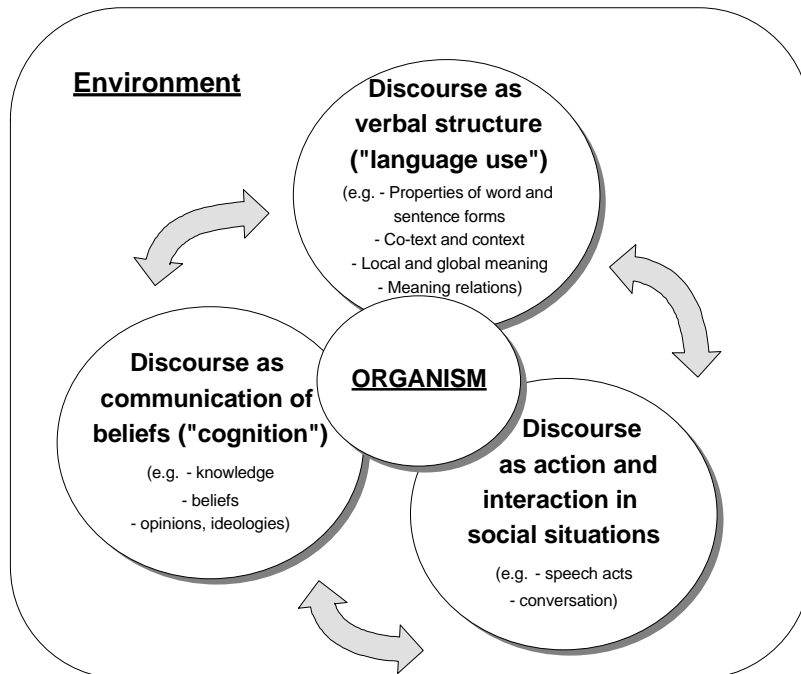 Environment
Discourse as
verbal structure
("language use")
(e.g. - Properties of word and
sentence forms
- Co-text and context
- Local and global meaning
- Meaning relations)
ORGANISM
Discourse as
communication of
beliefs ("cognition")
(e.g. - knowledge
- beliefs
- opinions, ideologies)
Discourse
as action and
interaction in
social situations
(e.g. - speech acts
- conversation)